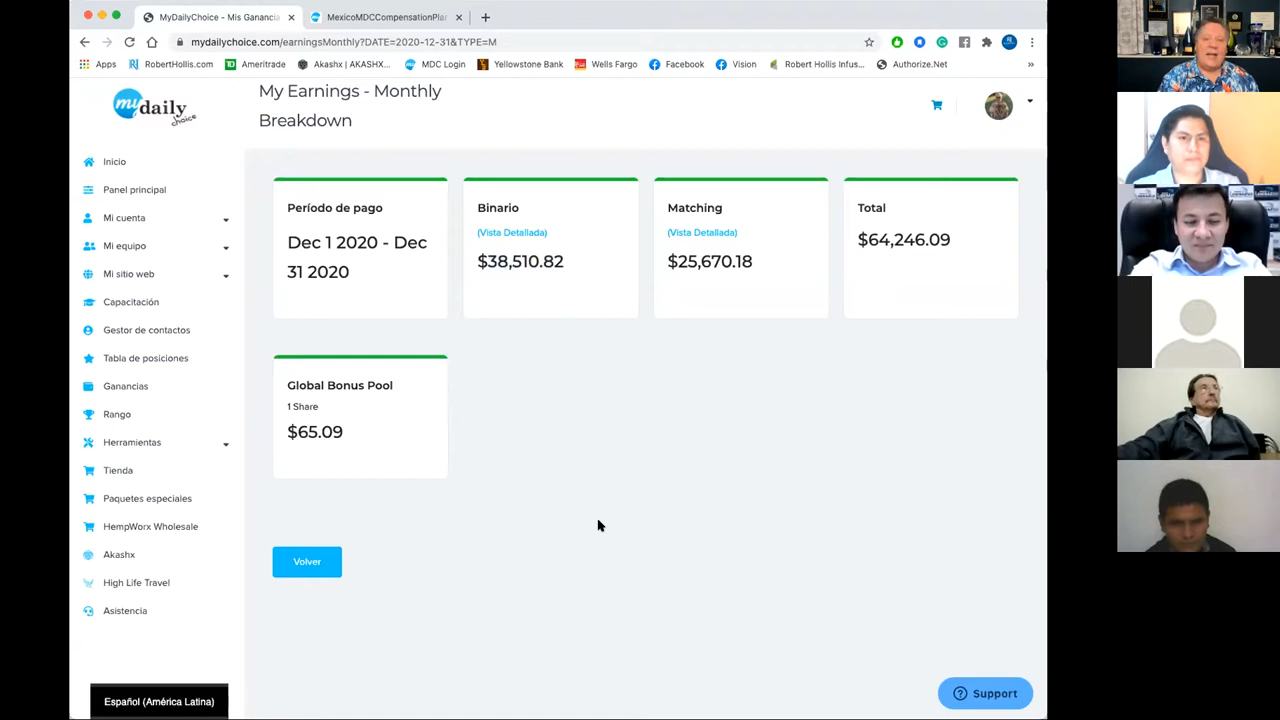 MyDailyChoice - Mis Ganancia
MexicoMDCCompensationPlan
mydailychoice.com/earningsMonthly?DATE=2020-12-31&TYPE=M
Apps
RobertHollis.com
Ameritrade
Akashx | AKASHX...
MDC Login
Yellowstone Bank
Wells Fargo
Facebook
Vision
Robert Hollis Infus...
Authorize.Net
»
my daily choice
My Earnings - Monthly
Breakdown
Inicio
Panel principal
Mi cuenta
Mi equipo
Mi sitio web
Capacitación
Gestor de contactos
Tabla de posiciones
Ganancias
Rango
Herramientas
Tienda
Paquetes especiales
HempWorx Wholesale
Akashx
High Life Travel
Asistencia
Español (América Latina)
Período de pago
Dec 1 2020 - Dec
31 2020
Binario
(Vista Detallada)
$38,510.82
Matching
(Vista Detallada)
$25,670.18
Total
$64,246.09
Global Bonus Pool
1 Share
$65.09
Volver
Support